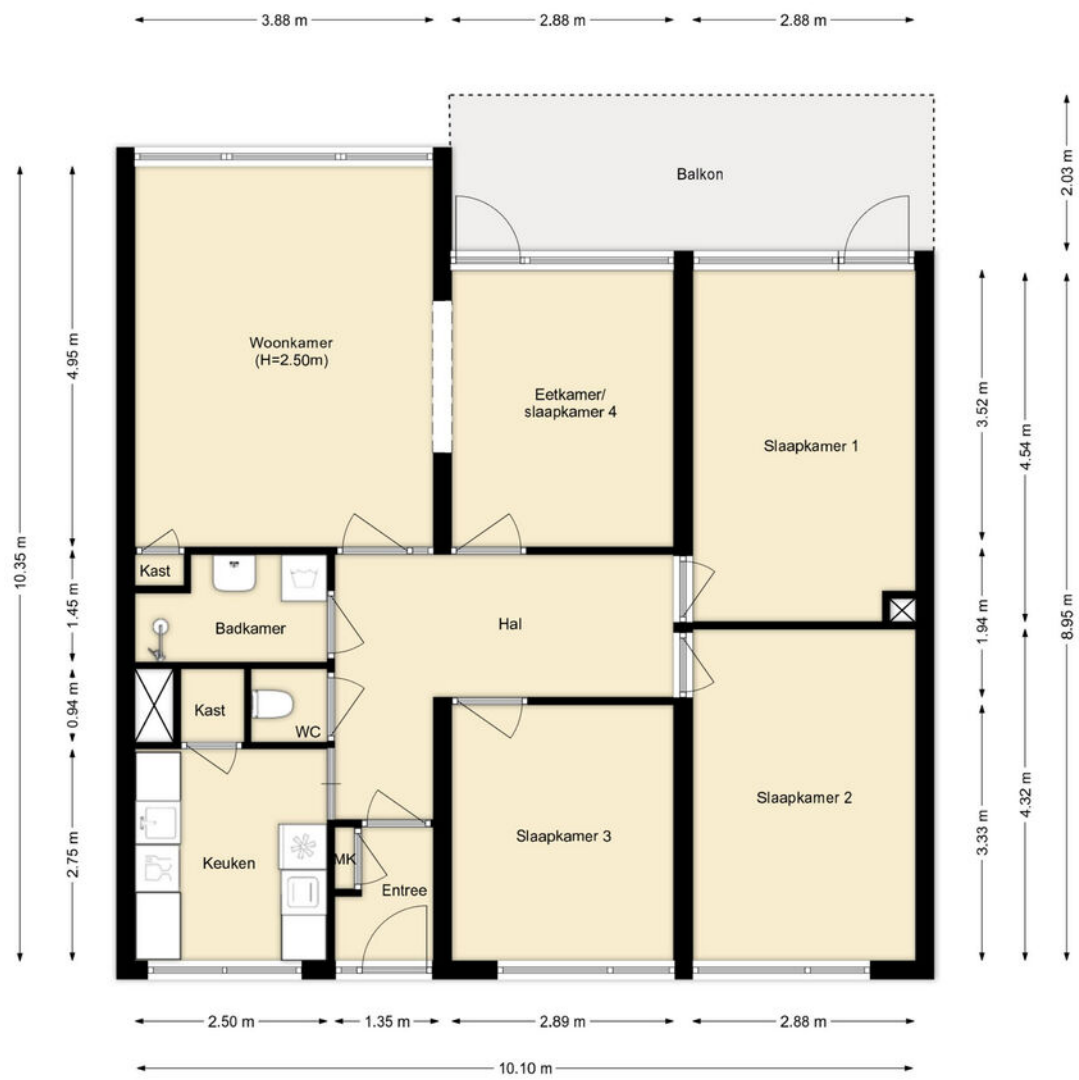 3.88 m
2.88 m
2.88 m
2.03 m
Balkon
4.95 m
Woonkamer
(H=2.50m)
Eetkamer/
slaapkamer 4
Slaapkamer 1
3.52 m
4.54 m
10.35 m
Kast
1.45 m
Badkamer
Hal
1.94 m
8.95 m
0.94 m
Kast
WC
Slaapkamer 2
4.32 m
2.75 m
Keuken
MK
Entree
Slaapkamer 3
3.33 m
2.50 m
1.35 m
2.89 m
2.88 m
10.10 m